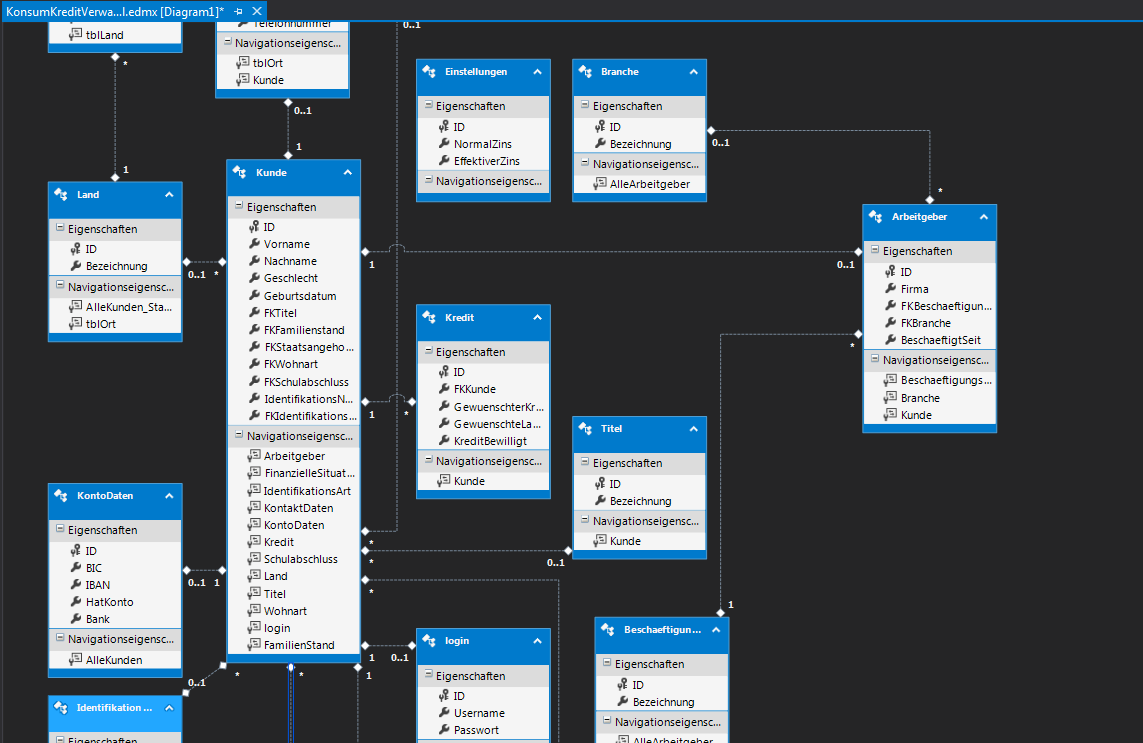 KonsumKreditVerwa...l.edmx [Diagram1]*
tblLand
*
1
Telefonnummer
Navigationseigensc...
tblOrt
Kunde
0..1
1
0..1
Einstellungen
Eigenschaften
ID
NormalZins
EffektiverZins
Navigationseigensc...
Branche
Eigenschaften
ID
Bezeichnung
Navigationseigensc...
AlleArbeitgeber
0..1
*
Land
Eigenschaften
ID
Bezeichnung
Navigationseigensc...
AlleKunden_Sta...
tblOrt
0..1
*
Kunde
Eigenschaften
ID
Vorname
Nachname
Geschlecht
Geburtsdatum
FKTitel
FKFamilienstand
FKStaatsangeho...
FKWohnart
FKSchulabschluss
IdentifikationsN...
FKIdentifikations...
Navigationseigensc...
Arbeitgeber
FinanzielleSituat...
IdentifikationsArt
KontaktDaten
KontoDaten
Kredit
Schulabschluss
Land
Titel
Wohnart
login
FamilienStand
1
0..1
Arbeitgeber
Eigenschaften
ID
Firma
FKBeschaeftigun...
FKBranche
BeschaeftigtSeit
Navigationseigensc...
Beschaeftigungs...
Branche
Kunde
*
1
Kredit
Eigenschaften
ID
FKKunde
GewuenschterKr...
GewuenschteLa...
KreditBewilligt
Navigationseigensc...
Kunde
1
*
Titel
Eigenschaften
ID
Bezeichnung
Navigationseigensc...
Kunde
*
*
0..1
*
KontoDaten
Eigenschaften
ID
BIC
IBAN
HatKonto
Bank
Navigationseigensc...
AlleKunden
0..1
1
login
Eigenschaften
ID
Username
Passwort
1
0..1
Beschaeftigun...
Eigenschaften
ID
Bezeichnung
Navigationseigensc...
AlleArbeitgeber
Identifikation ...
Eigenschaften
0..1
*
*
1